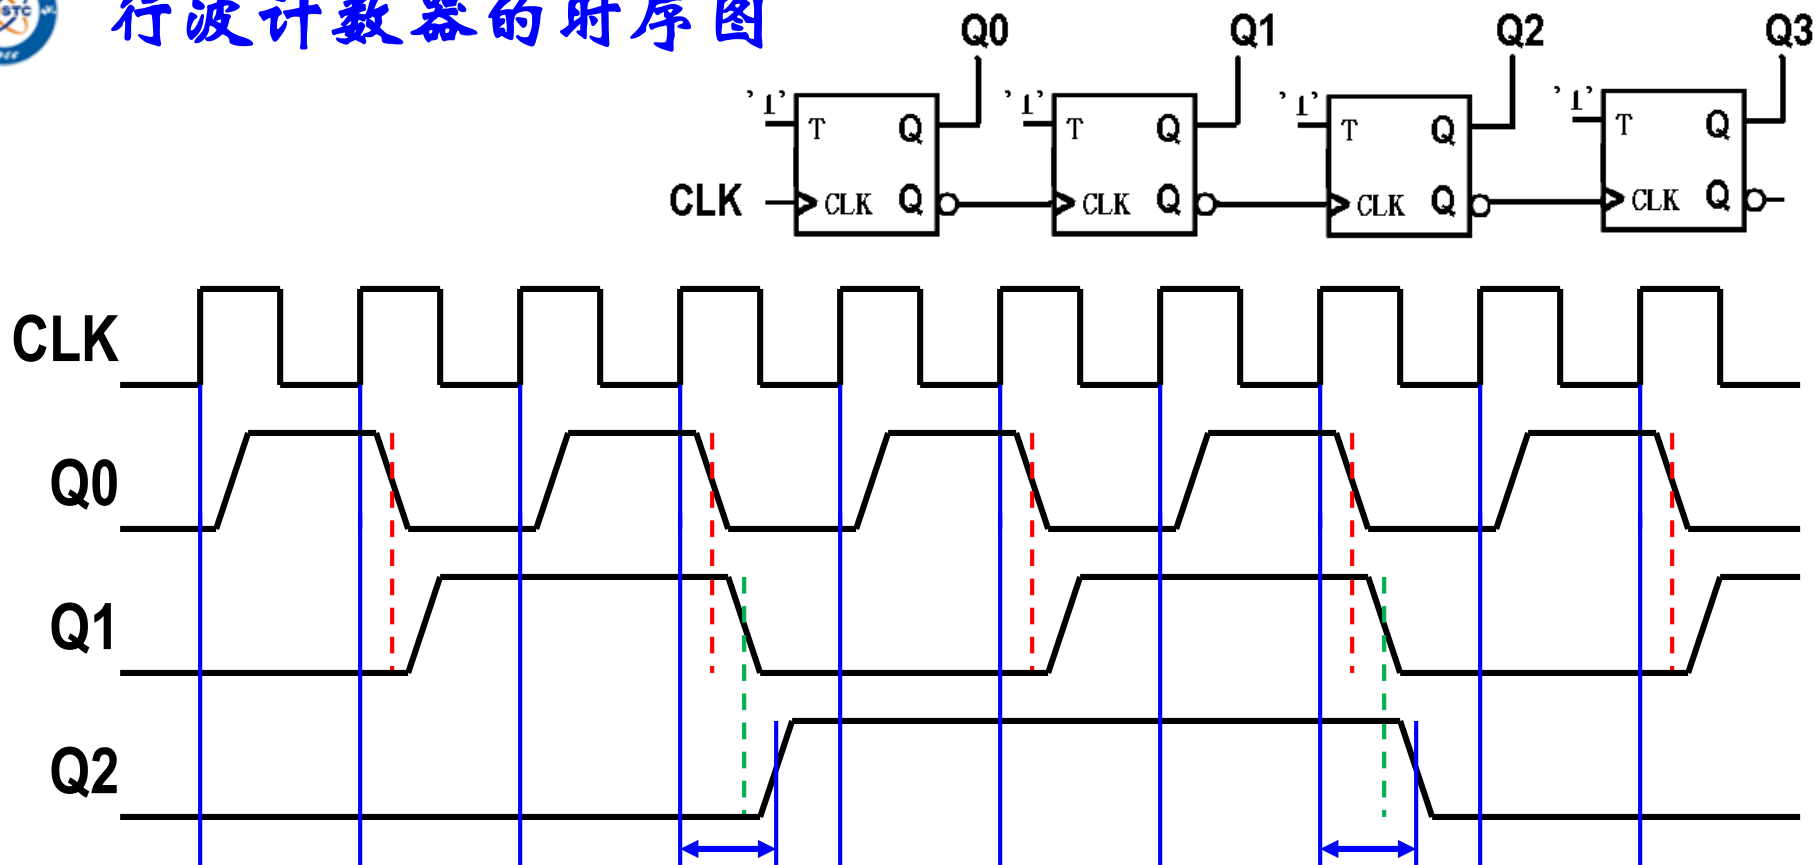 STC
行波计数器的时序图
Q0 Q1 Q2 Q3
'1' '1' '1' '1'
T Q T Q T Q T Q
CLK CLK Q CLK Q CLK Q CLK Q
CLK
Q0
Q1
Q2